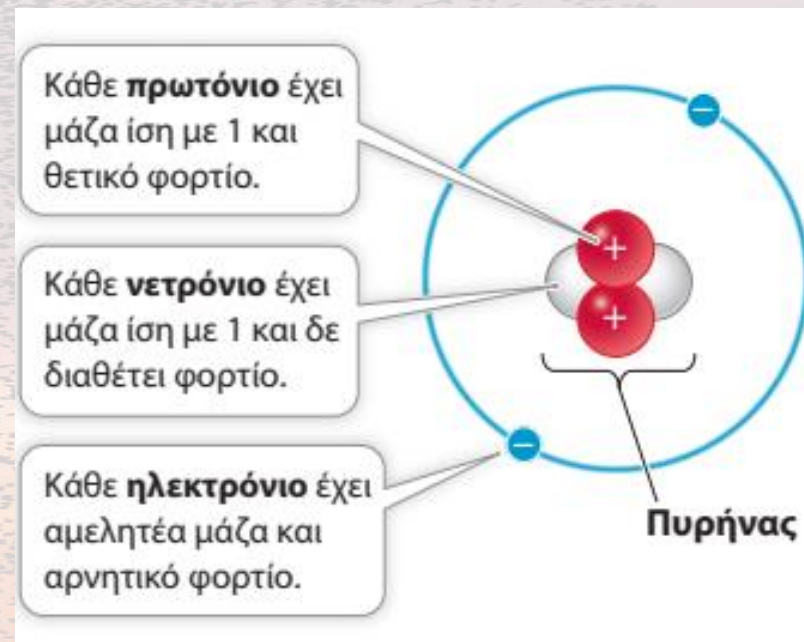 Κάθε πρωτόνιο έχει
μάζα ίση με 1 και
θετικό φορτίο.
Κάθε νετρόνιο έχει
μάζα ίση με 1 και δε
διαθέτει φορτίο.
Κάθε ηλεκτρόνιο έχει
αμελητέα μάζα και
αρνητικό φορτίο.
−
+
+
−
Πυρήνας